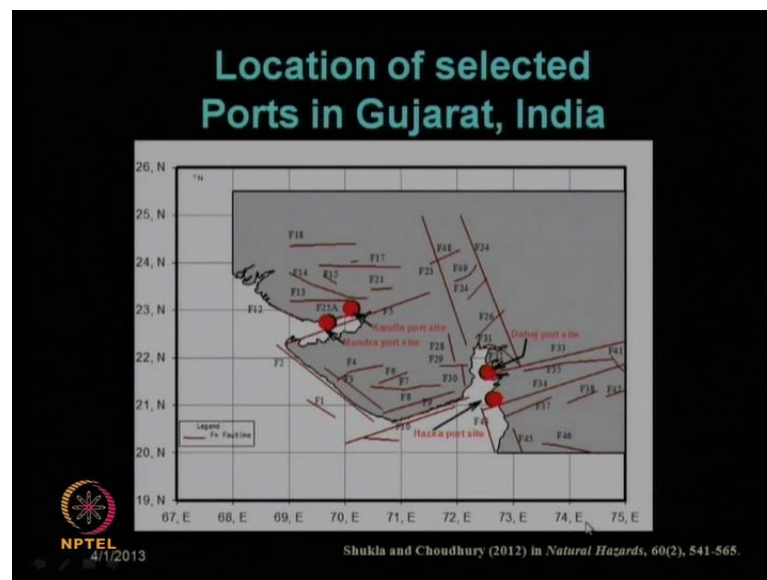 Location of selected
Ports in Gujarat, India
26, N
°N
25, N
F18
F48
F24
24, N
F17
F14
F15
F23
F49
F21
F24
F13
23, N
F12
F25A
F5
F26
Kandla port site
Dahej port site
Mundra port site
F31
F28
F33
22, N
F2
F29
F41
F4
F35
F3
F6
F30
F34
F7
F38
F42
F8
21, N
F1
F9
F37
Legend
F10
Fn Fault line
Hazira port site
F45
F46
20, N
19, N
67, E
68, E
69, E
70, E
71, E
72, E
73, E
74, E
75, E
NPTEL
4/1/2013
Shukla and Choudhury (2012) in Natural Hazards, 60(2), 541-565.